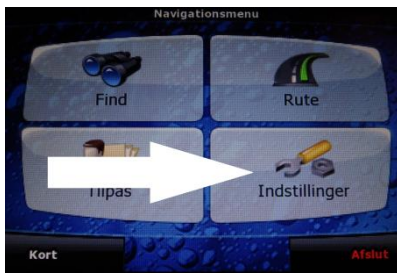 Navigationsmenu
Find
Rute
Tilpas
Indstillinger
Kort
Afslut